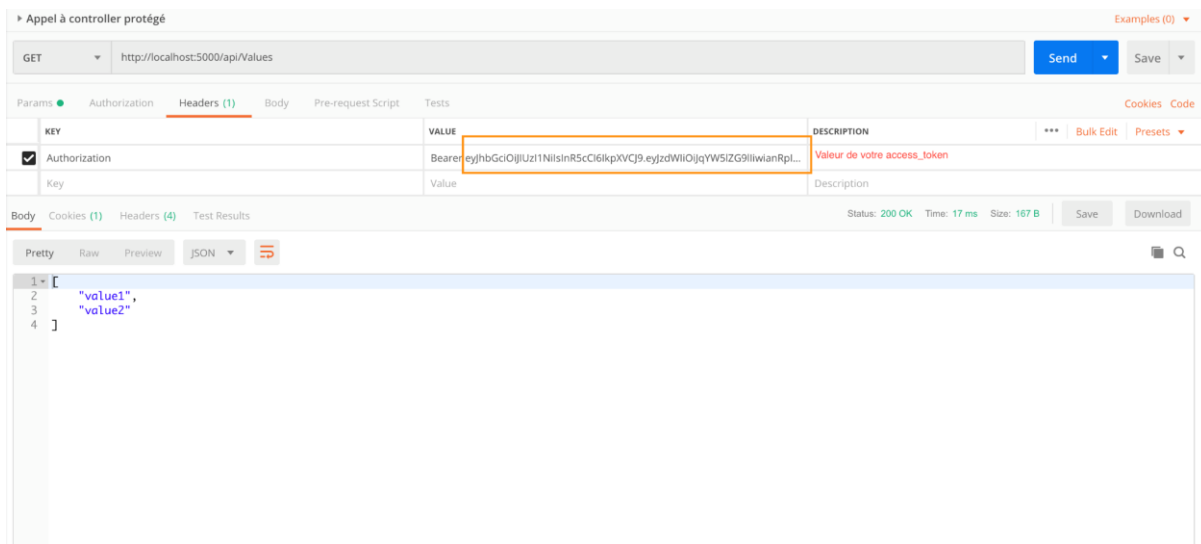 Appel à controller protégé Examples (0)
GET http://localhost:5000/api/Values Send Save
Params Authorization Headers (1) Body Pre-request Script Tests Cookies Code
KEY VALUE DESCRIPTION ••• Bulk Edit Presets
Authorization Bearer eyJhbGciOiJIUzI1NiIsInR5cCI6IkpXVCJ9.eyJzdWIiOiJqYW5lZG9lIiwianRpI... Valeur de votre access_token
Key Value Description
Body Cookies (1) Headers (4) Test Results Status: 200 OK Time: 17 ms Size: 167 B Save Download
Pretty Raw Preview JSON
1 [
2 "value1",
3 "value2"
4 ]